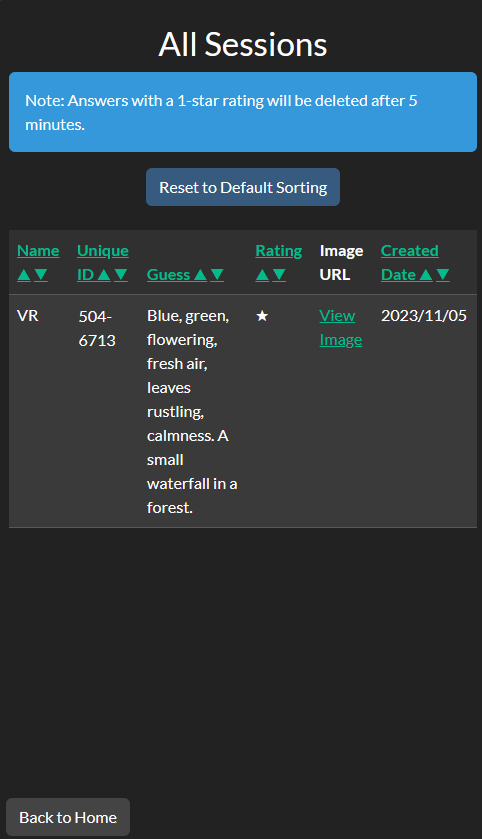 All Sessions
Note: Answers with a 1-star rating will be deleted after 5
minutes.
Reset to Default Sorting
Name ▲ ▼
Unique ID ▲ ▼
Guess ▲ ▼
Rating ▲ ▼
Image URL
Created Date ▲ ▼
VR
504-
6713
Blue, green,
flowering,
fresh air,
leaves
rustling,
calmness. A
small
waterfall in a
forest.
★
View
Image
2023/11/05
Back to Home